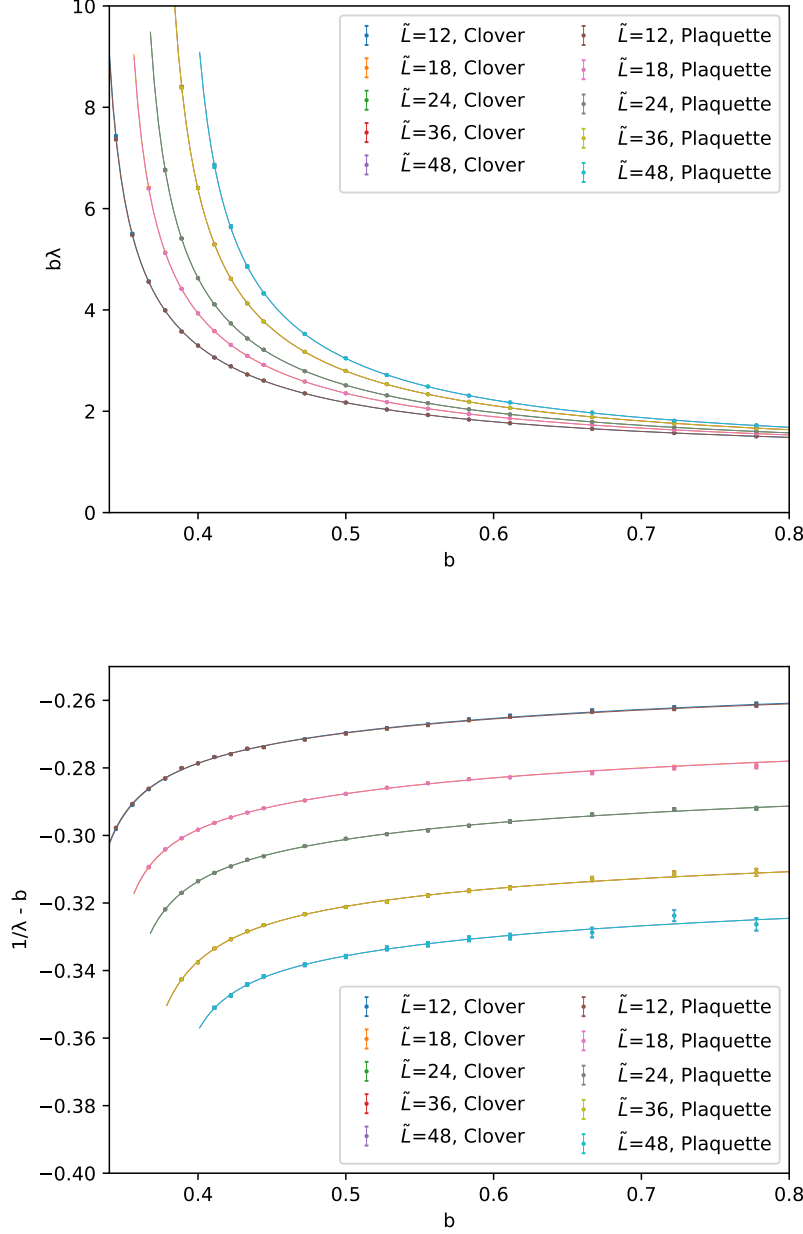 10
8
6
4
2
0
bλ
0.4 0.5 0.6 0.7 0.8
b
L̃=12, Clover
L̃=18, Clover
L̃=24, Clover
L̃=36, Clover
L̃=48, Clover
L̃=12, Plaquette
L̃=18, Plaquette
L̃=24, Plaquette
L̃=36, Plaquette
L̃=48, Plaquette
−0.26
−0.28
−0.30
−0.32
−0.34
−0.36
−0.38
−0.40
1/λ - b
0.4 0.5 0.6 0.7 0.8
b
L̃=12, Clover
L̃=18, Clover
L̃=24, Clover
L̃=36, Clover
L̃=48, Clover
L̃=12, Plaquette
L̃=18, Plaquette
L̃=24, Plaquette
L̃=36, Plaquette
L̃=48, Plaquette